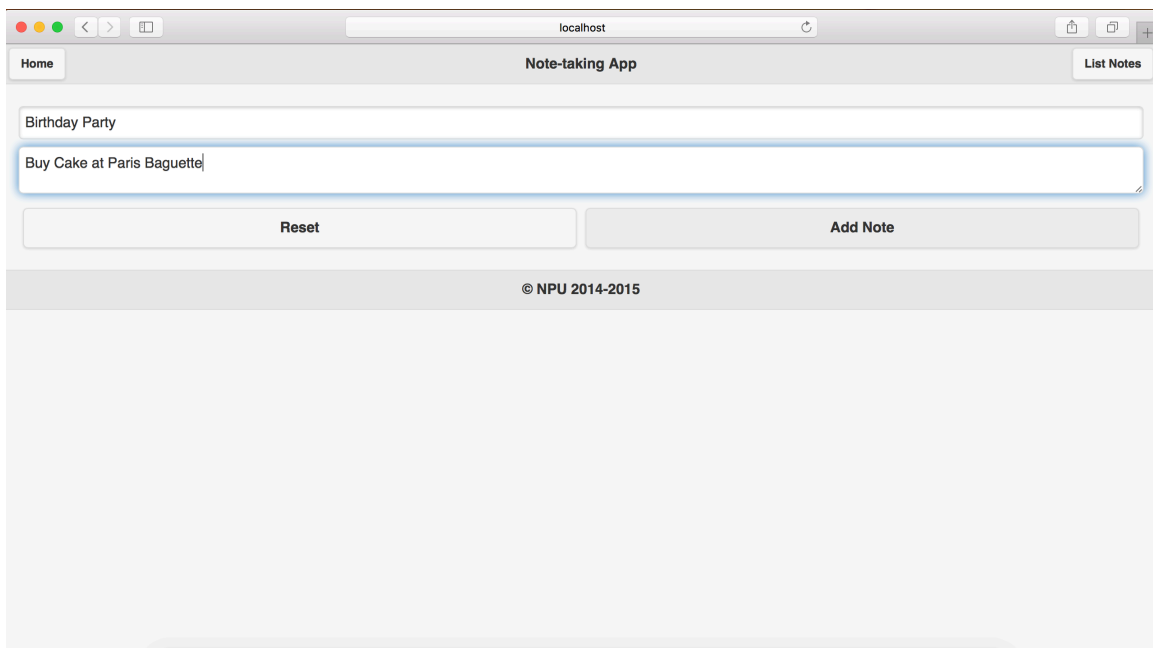 localhost
Home Note-taking App List Notes
Birthday Party
Buy Cake at Paris Baguette
Reset Add Note
© NPU 2014-2015